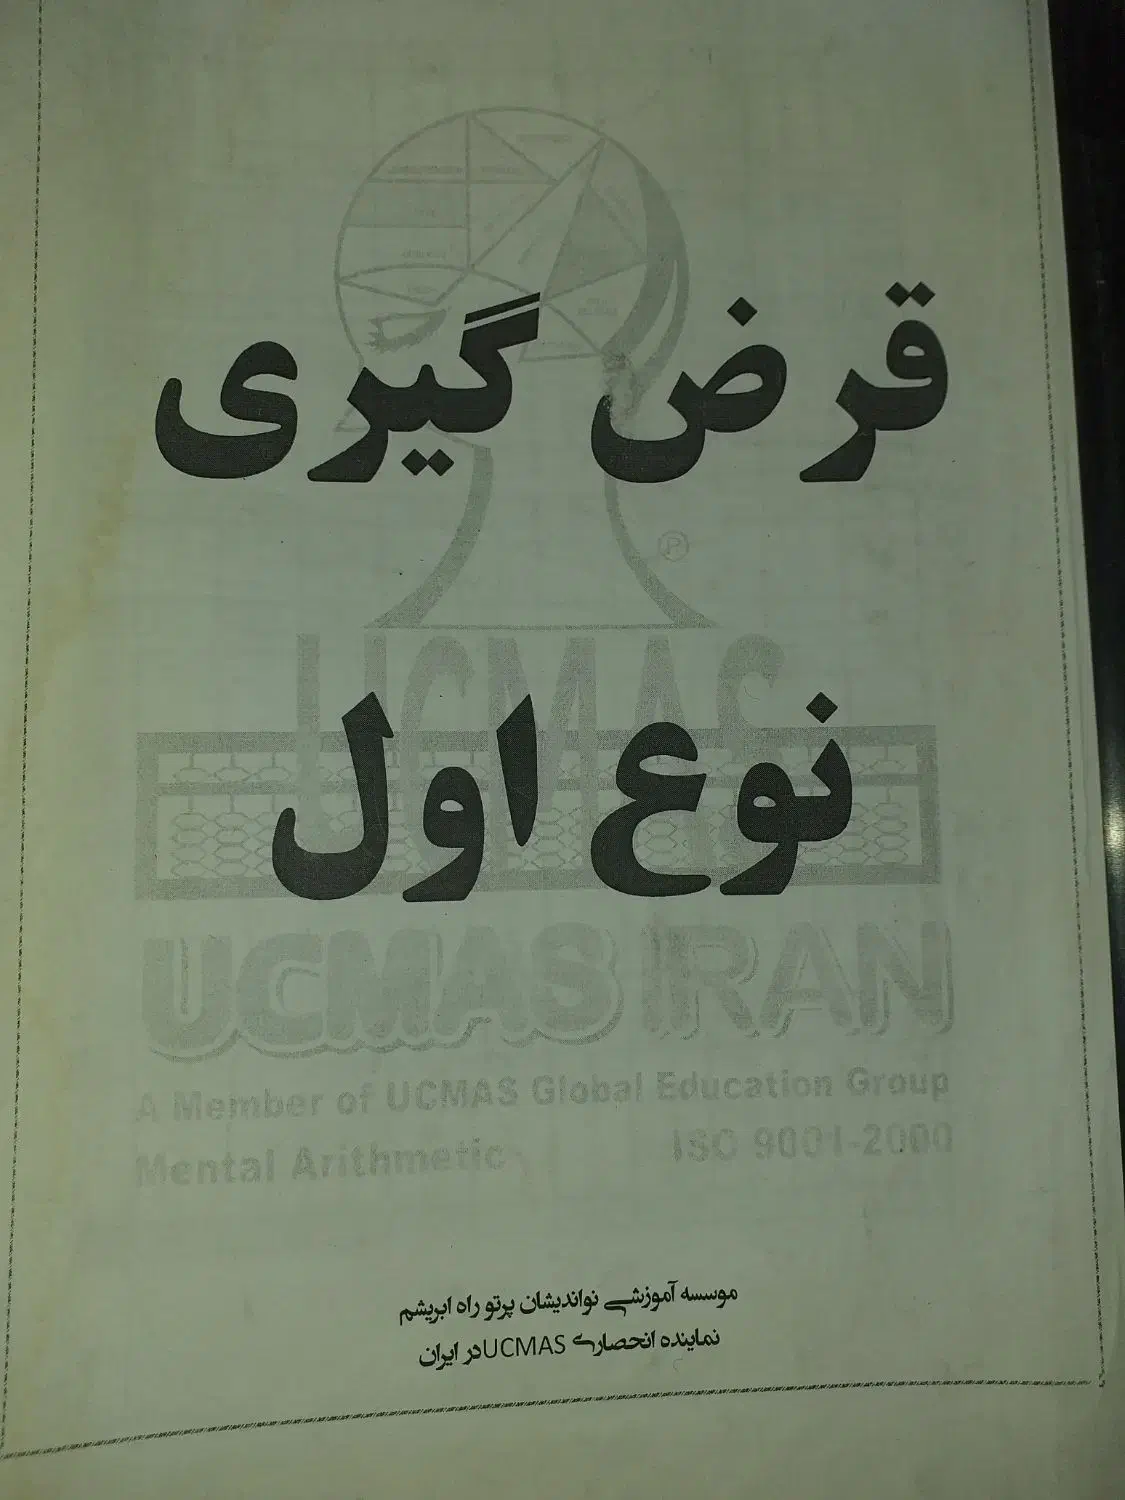 قرض گیری
®
UCMAS
نوع اول
UCMAS IRAN
A Member of UCMAS Global Education Group
Mental Arithmetic ISO 9001-2000
موسسه آموزشی نواندیشان پرتو راه ابریشم
نماینده انحصاری UCMAS در ایران